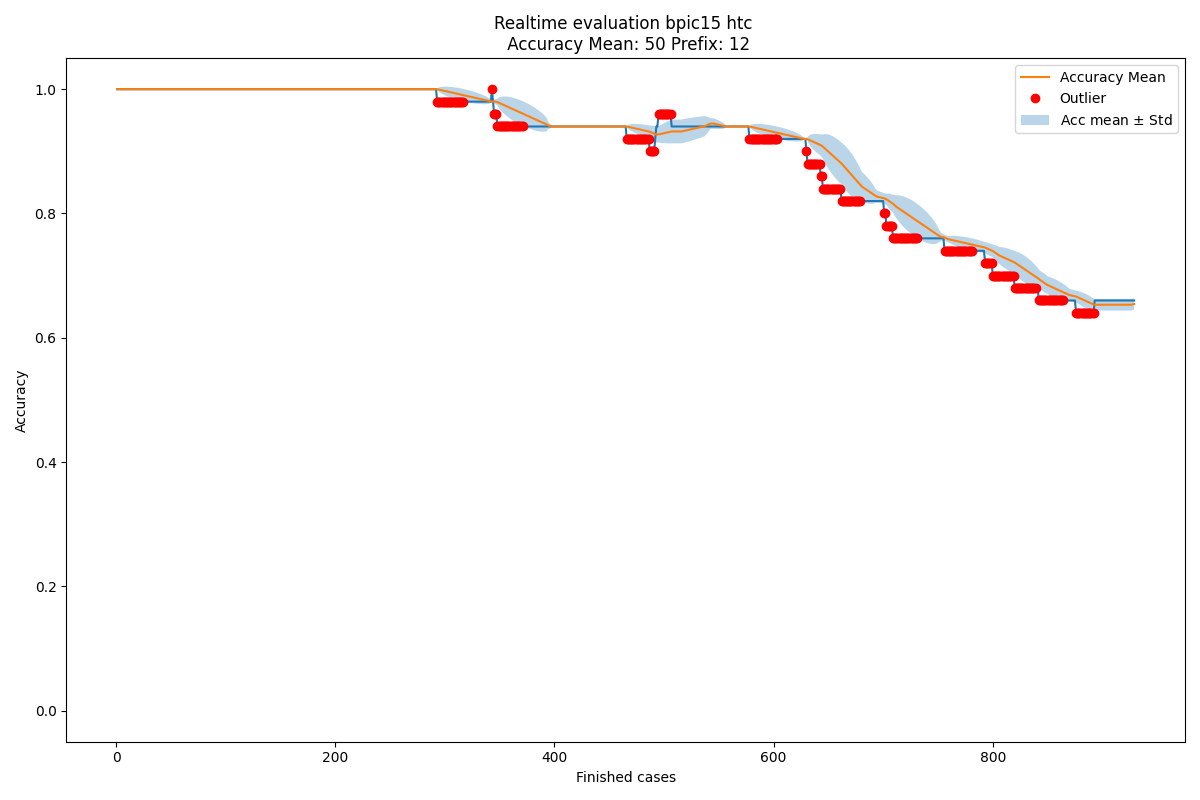 Realtime evaluation bpic15 htc
Accuracy Mean: 50 Prefix: 12
Accuracy Mean
Outlier
Acc mean ± Std
1.0
0.8
0.6
0.4
0.2
0.0
Accuracy
0 200 400 600 800
Finished cases